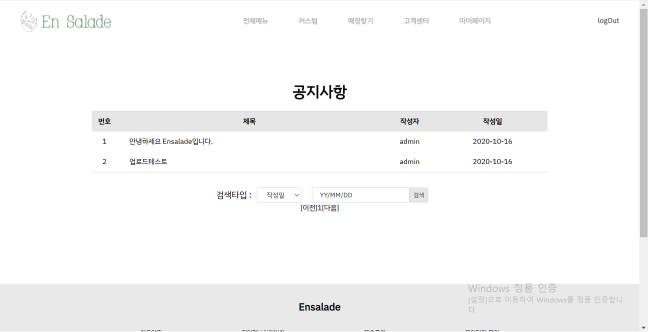 En Salade
전체메뉴 커스텀 매장찾기 고객센터 마이페이지 logOut
공지사항
번호 제목 작성자 작성일
1 안녕하세요 Ensalade입니다. admin 2020-10-16
2 업로드테스트 admin 2020-10-16
검색타입 : 작성일 YY/MM/DD 검색
[이전]1[다음]
Windows 정품 인증
[설정]으로 이동하여 Windows를 정품 인증합니
다.
Ensalade